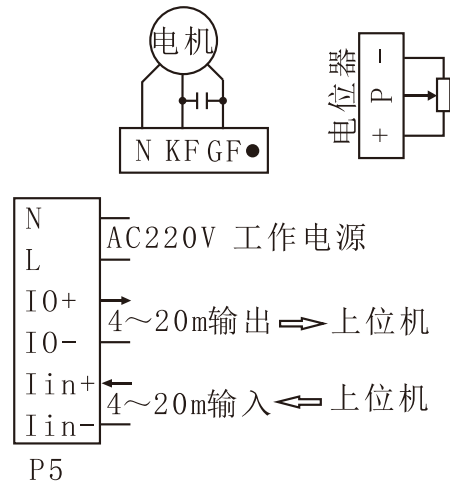 电机
N KF GF
电位器
- P +
N
L
AC220V 工作电源
IO+
IO-
4～20m输出 上位机
Iin+
Iin-
4～20m输入 上位机
P5